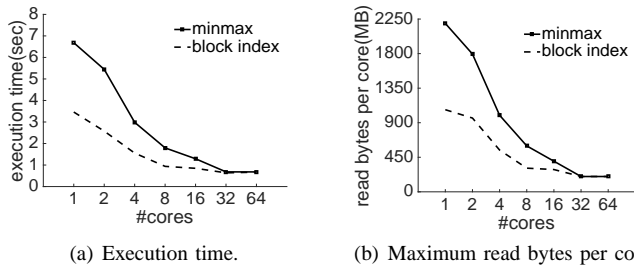 8
7
6
5
4
3
2
1
0
execution time(sec)
minmax
block index
1 2 4 8 16 32 64
#cores
(a) Execution time.
2250
1800
1350
900
450
0
read bytes per core(MB)
minmax
block index
1 2 4 8 16 32 64
#cores
(b) Maximum read bytes per co